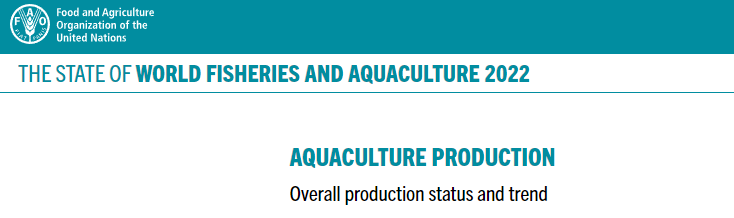 Food and Agriculture
Organization of the
United Nations
THE STATE OF WORLD FISHERIES AND AQUACULTURE 2022
AQUACULTURE PRODUCTION
Overall production status and trend